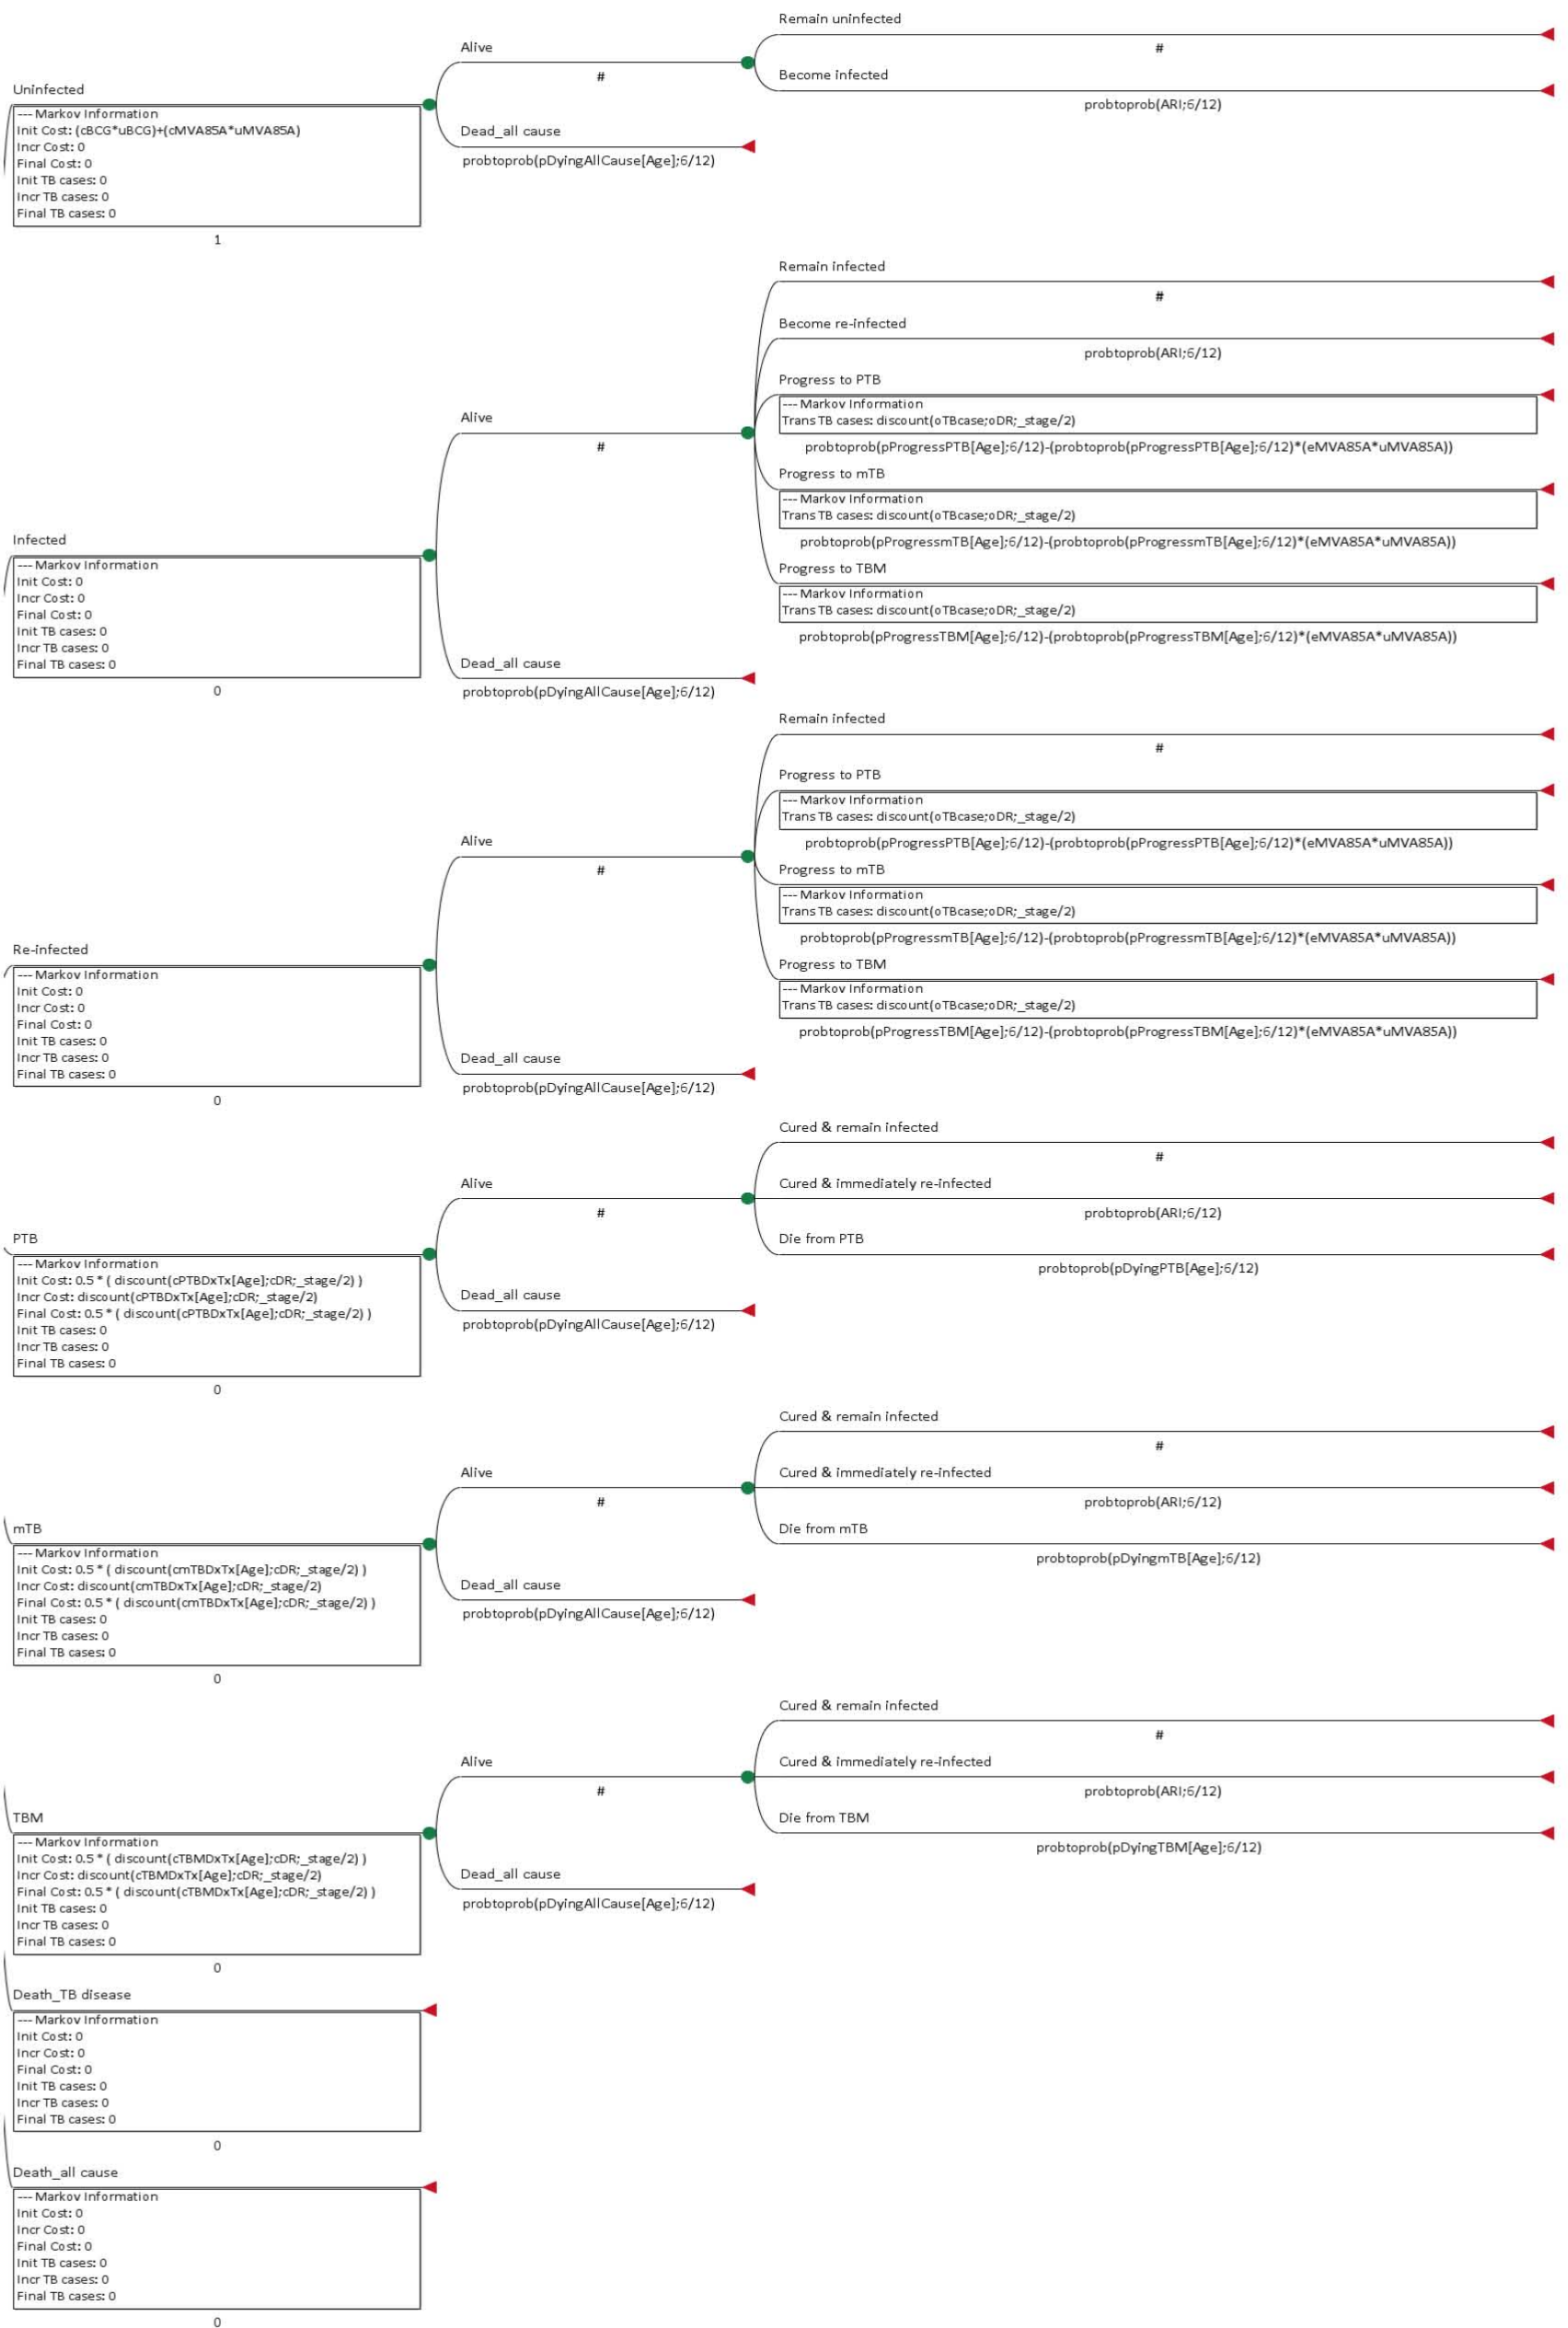 Remain uninfected
#
Become infected
probtoprob(ARI;6/12)
Alive
#
Dead_all cause
probtoprob(pDyingAllCause[Age];6/12)
Uninfected
--- Markov Information
Init Cost: (cBCG*uBCG)+(cMVA85A*uMVA85A)
Incr Cost: 0
Final Cost: 0
Init TB cases: 0
Incr TB cases: 0
Final TB cases: 0
1
Remain infected
#
Become re-infected
probtoprob(ARI;6/12)
Progress to PTB
--- Markov Information
Trans TB cases: discount(oTBcase;oDR;_stage/2)
probtoprob(pProgressPTB[Age];6/12)-(probtoprob(pProgressPTB[Age];6/12)*(eMVA85A*uMVA85A))
Progress to mTB
--- Markov Information
Trans TB cases: discount(oTBcase;oDR;_stage/2)
probtoprob(pProgressmTB[Age];6/12)-(probtoprob(pProgressmTB[Age];6/12)*(eMVA85A*uMVA85A))
Progress to TBM
--- Markov Information
Trans TB cases: discount(oTBcase;oDR;_stage/2)
probtoprob(pProgressTBM[Age];6/12)-(probtoprob(pProgressTBM[Age];6/12)*(eMVA85A*uMVA85A))
Alive
#
Dead_all cause
probtoprob(pDyingAllCause[Age];6/12)
Infected
--- Markov Information
Init Cost: 0
Incr Cost: 0
Final Cost: 0
Init TB cases: 0
Incr TB cases: 0
Final TB cases: 0
0
Remain infected
#
Progress to PTB
--- Markov Information
Trans TB cases: discount(oTBcase;oDR;_stage/2)
probtoprob(pProgressPTB[Age];6/12)-(probtoprob(pProgressPTB[Age];6/12)*(eMVA85A*uMVA85A))
Progress to mTB
--- Markov Information
Trans TB cases: discount(oTBcase;oDR;_stage/2)
probtoprob(pProgressmTB[Age];6/12)-(probtoprob(pProgressmTB[Age];6/12)*(eMVA85A*uMVA85A))
Progress to TBM
--- Markov Information
Trans TB cases: discount(oTBcase;oDR;_stage/2)
probtoprob(pProgressTBM[Age];6/12)-(probtoprob(pProgressTBM[Age];6/12)*(eMVA85A*uMVA85A))
Alive
#
Dead_all cause
probtoprob(pDyingAllCause[Age];6/12)
Re-infected
--- Markov Information
Init Cost: 0
Incr Cost: 0
Final Cost: 0
Init TB cases: 0
Incr TB cases: 0
Final TB cases: 0
0
Cured & remain infected
#
Cured & immediately re-infected
probtoprob(ARI;6/12)
Die from PTB
probtoprob(pDyingPTB[Age];6/12)
Alive
#
Dead_all cause
probtoprob(pDyingAllCause[Age];6/12)
PTB
--- Markov Information
Init Cost: 0.5 * ( discount(cPTBDxTx[Age];cDR;_stage/2) )
Incr Cost: discount(cPTBDxTx[Age];cDR;_stage/2)
Final Cost: 0.5 * ( discount(cPTBDxTx[Age];cDR;_stage/2) )
Init TB cases: 0
Incr TB cases: 0
Final TB cases: 0
0
Cured & remain infected
#
Cured & immediately re-infected
probtoprob(ARI;6/12)
Die from mTB
probtoprob(pDyingmTB[Age];6/12)
Alive
#
Dead_all cause
probtoprob(pDyingAllCause[Age];6/12)
mTB
--- Markov Information
Init Cost: 0.5 * ( discount(cmTBDxTx[Age];cDR;_stage/2) )
Incr Cost: discount(cmTBDxTx[Age];cDR;_stage/2)
Final Cost: 0.5 * ( discount(cmTBDxTx[Age];cDR;_stage/2) )
Init TB cases: 0
Incr TB cases: 0
Final TB cases: 0
0
Cured & remain infected
#
Cured & immediately re-infected
probtoprob(ARI;6/12)
Die from TBM
probtoprob(pDyingTBM[Age];6/12)
Alive
#
Dead_all cause
probtoprob(pDyingAllCause[Age];6/12)
TBM
--- Markov Information
Init Cost: 0.5 * ( discount(cTBMDxTx[Age];cDR;_stage/2) )
Incr Cost: discount(cTBMDxTx[Age];cDR;_stage/2)
Final Cost: 0.5 * ( discount(cTBMDxTx[Age];cDR;_stage/2) )
Init TB cases: 0
Incr TB cases: 0
Final TB cases: 0
0
Death_TB disease
--- Markov Information
Init Cost: 0
Incr Cost: 0
Final Cost: 0
Init TB cases: 0
Incr TB cases: 0
Final TB cases: 0
0
Death_all cause
--- Markov Information
Init Cost: 0
Incr Cost: 0
Final Cost: 0
Init TB cases: 0
Incr TB cases: 0
Final TB cases: 0
0